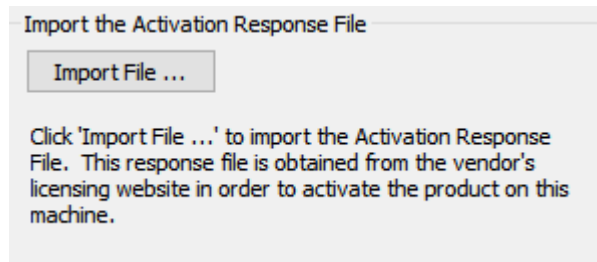 Import the Activation Response File
Import File ...
Click 'Import File ...' to import the Activation Response
File.  This response file is obtained from the vendor's
licensing website in order to activate the product on this
machine.